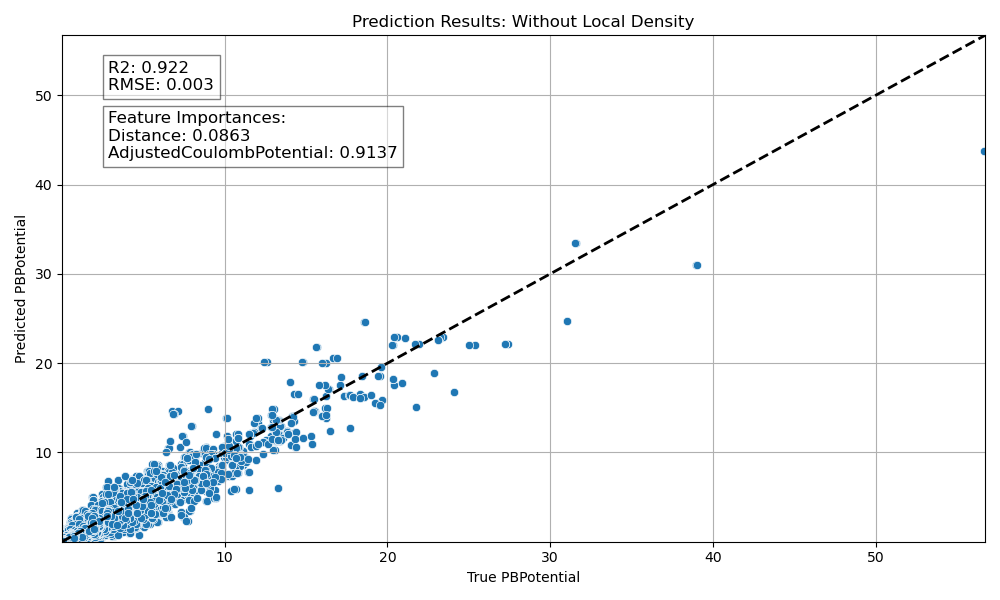 Prediction Results: Without Local Density
R2: 0.922
RMSE: 0.003
Feature Importances:
Distance: 0.0863
AdjustedCoulombPotential: 0.9137
Predicted PBPotential
50
40
30
20
10
10
20
30
40
50
True PBPotential